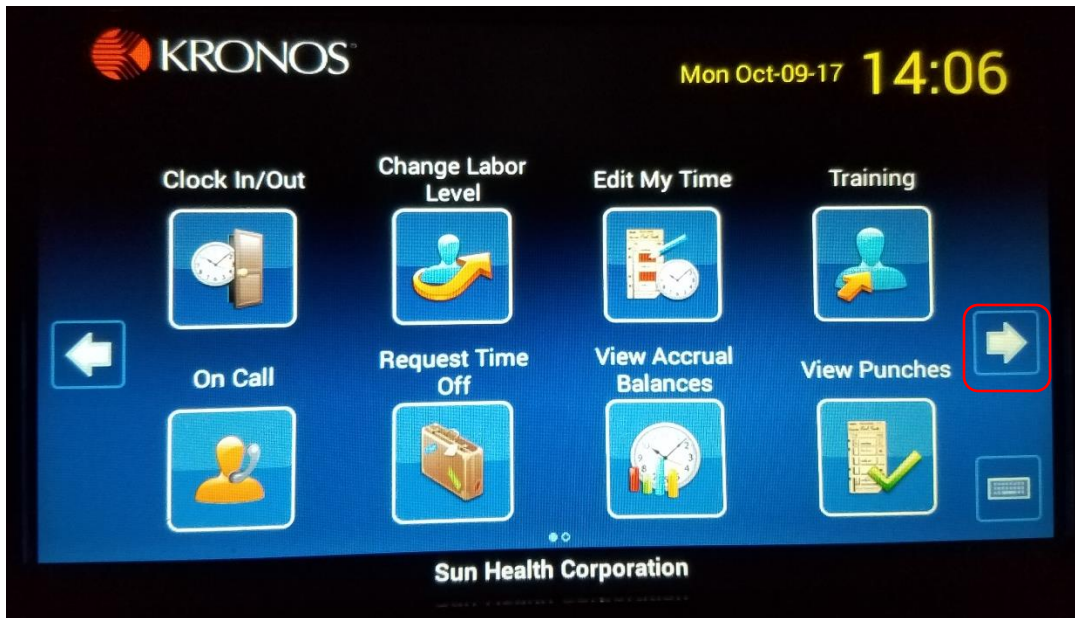 KRONOS
Mon Oct-09-17 14:06
Clock In/Out
Change Labor
Level
Edit My Time
Training
On Call
Request Time
Off
View Accrual
Balances
View Punches
Sun Health Corporation